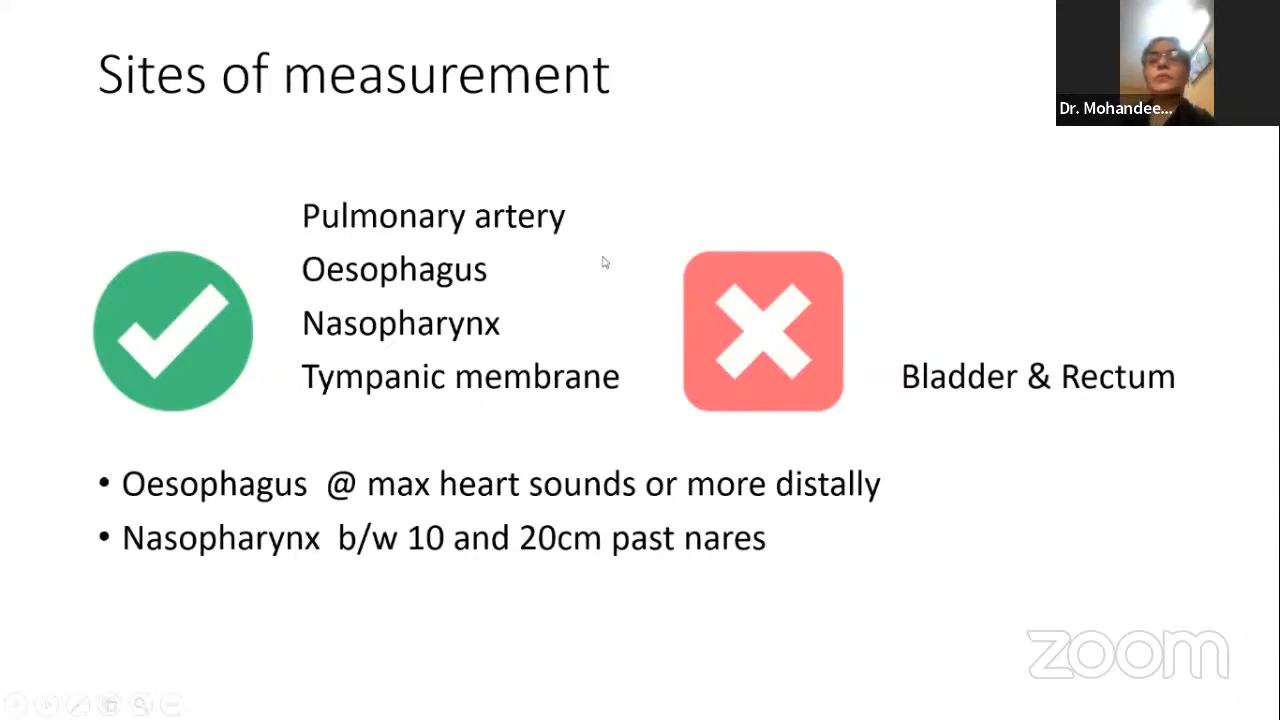 Sites of measurement
Dr. Mohandee...
Pulmonary artery
Oesophagus
Nasopharynx
Tympanic membrane
Bladder & Rectum
• Oesophagus @ max heart sounds or more distally
• Nasopharynx b/w 10 and 20cm past nares
zoom